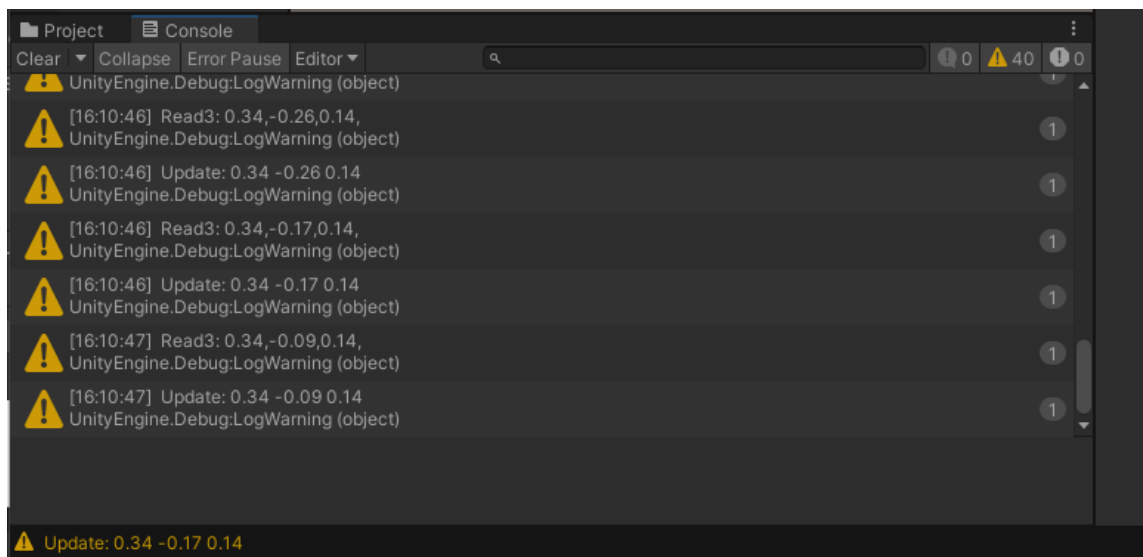 Project Console
Clear Collapse Error Pause Editor 0 40 0
UnityEngine.Debug:LogWarning (object) 1
[16:10:46] Read3: 0.34,-0.26,0.14,
UnityEngine.Debug:LogWarning (object) 1
[16:10:46] Update: 0.34 -0.26 0.14
UnityEngine.Debug:LogWarning (object) 1
[16:10:46] Read3: 0.34,-0.17,0.14,
UnityEngine.Debug:LogWarning (object) 1
[16:10:46] Update: 0.34 -0.17 0.14
UnityEngine.Debug:LogWarning (object) 1
[16:10:47] Read3: 0.34,-0.09,0.14,
UnityEngine.Debug:LogWarning (object) 1
[16:10:47] Update: 0.34 -0.09 0.14
UnityEngine.Debug:LogWarning (object) 1
Update: 0.34 -0.17 0.14